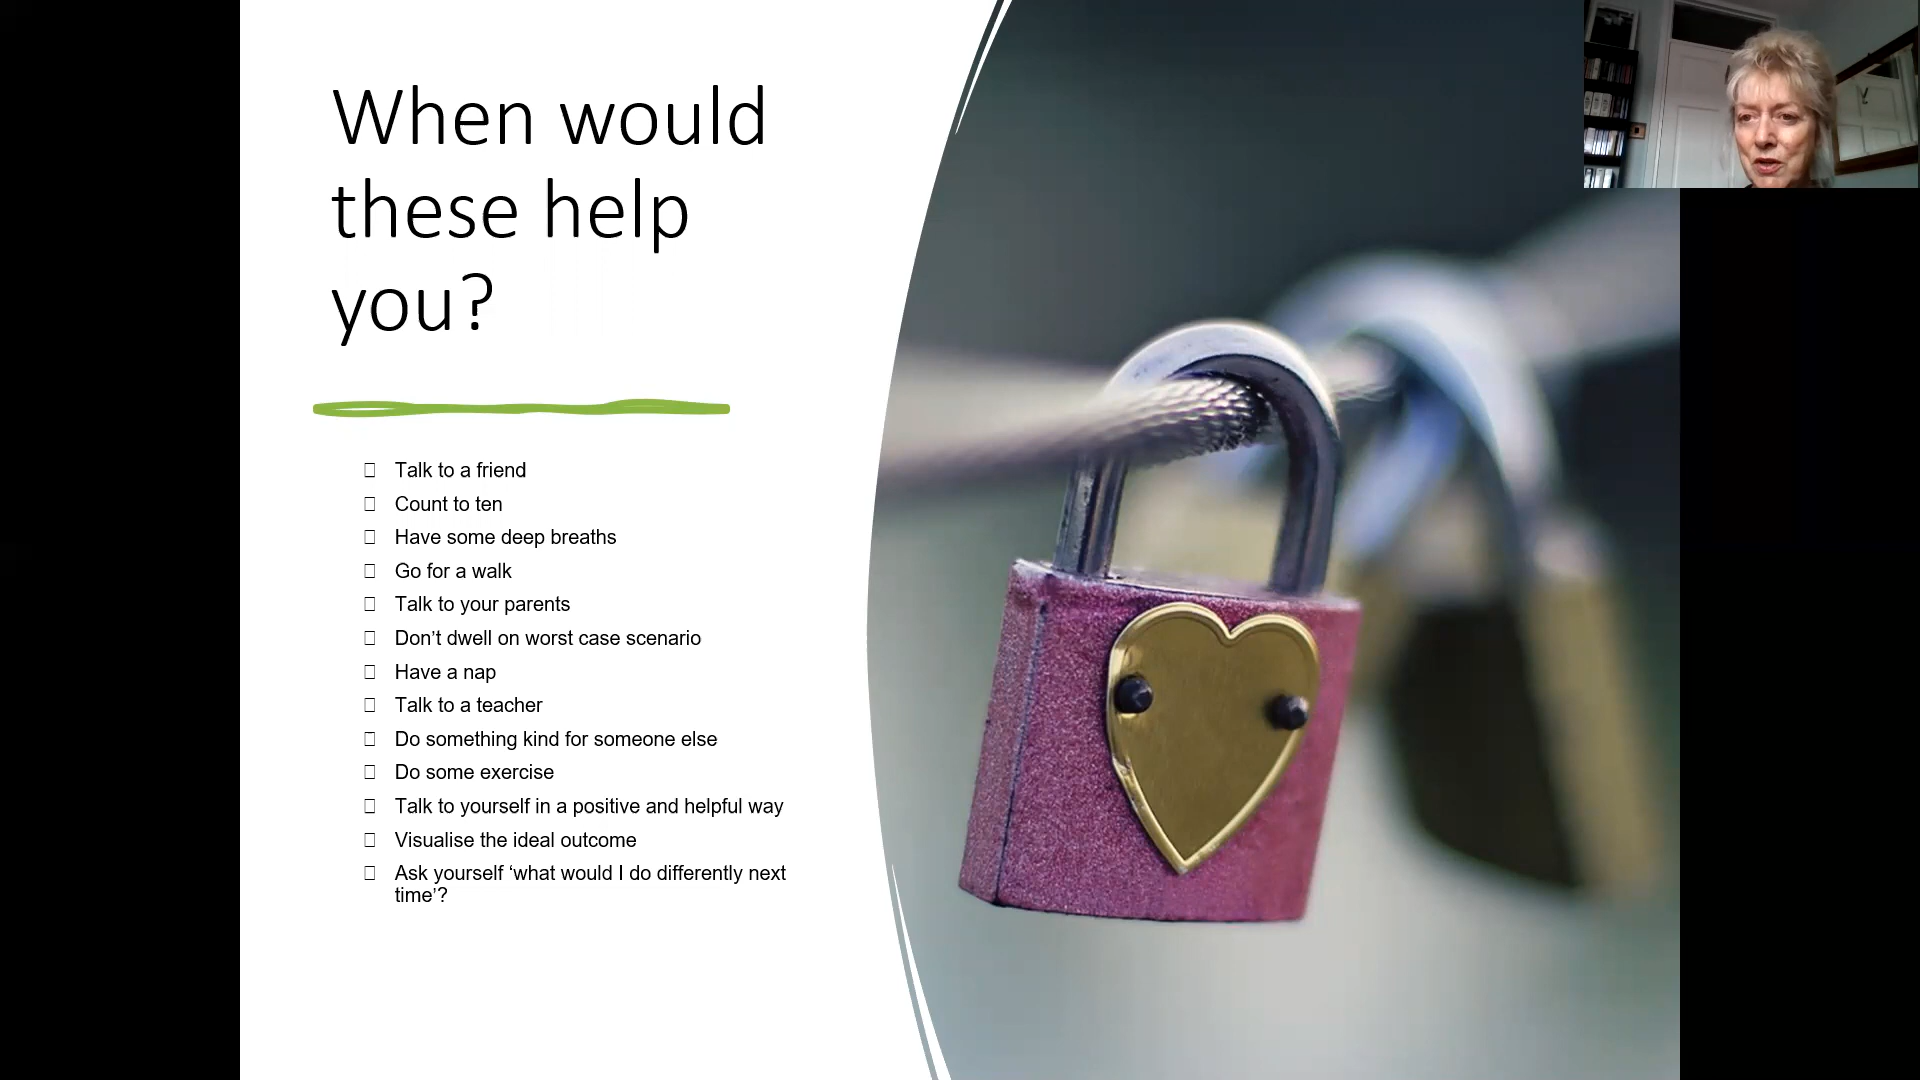 When would
these help
you?
Talk to a friend
Count to ten
Have some deep breaths
Go for a walk
Talk to your parents
Don’t dwell on worst case scenario
Have a nap
Talk to a teacher
Do something kind for someone else
Do some exercise
Talk to yourself in a positive and helpful way
Visualise the ideal outcome
Ask yourself ‘what would I do differently next
time’?